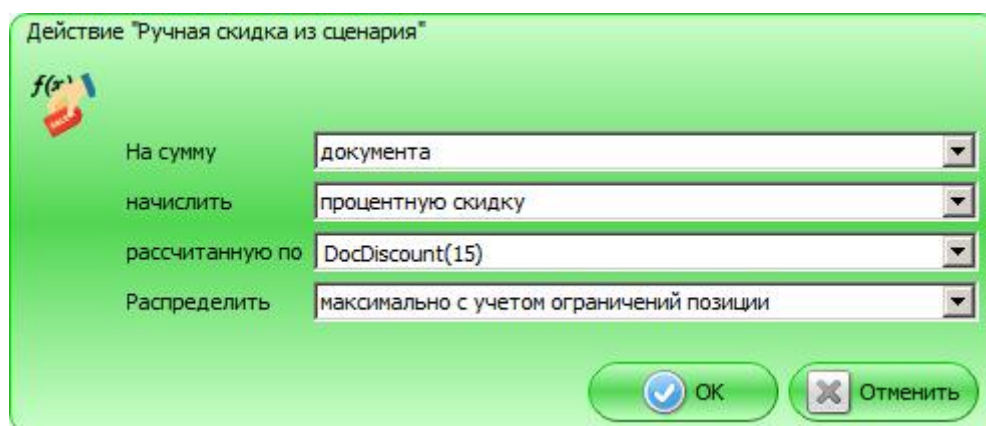 Действие "Ручная скидка из сценария"
f(x)
На сумму документа
начислить процентную скидку
рассчитанную по DocDiscount(15)
Распределить максимально с учетом ограничений позиции
OK Отменить